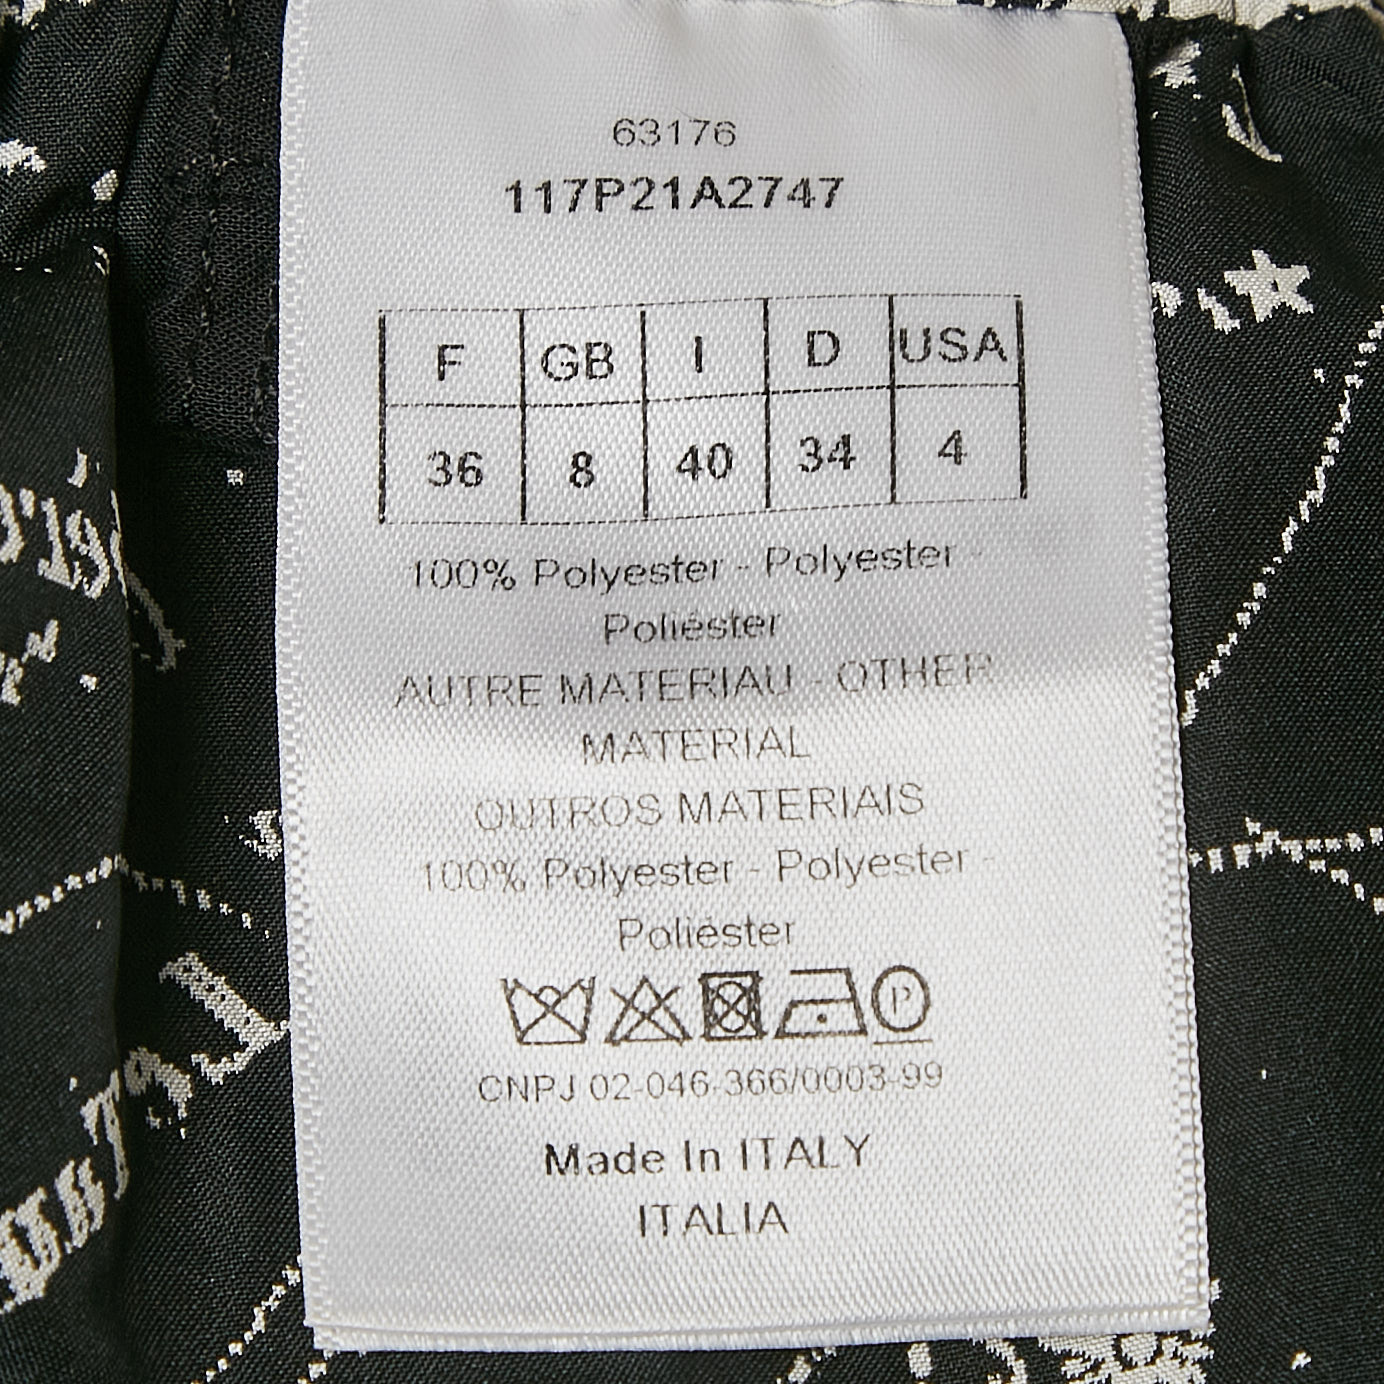 63176
117P21A2747
F GB I D USA
36 8 40 34 4
100% Polyester - Polyester -
Poliéster
AUTRE MATERIAU - OTHER
MATERIAL
OUTROS MATERIAIS
100% Polyester - Polyester -
Poliéster
P
CNPJ 02-046-366/0003-99
Made In ITALY
ITALIA